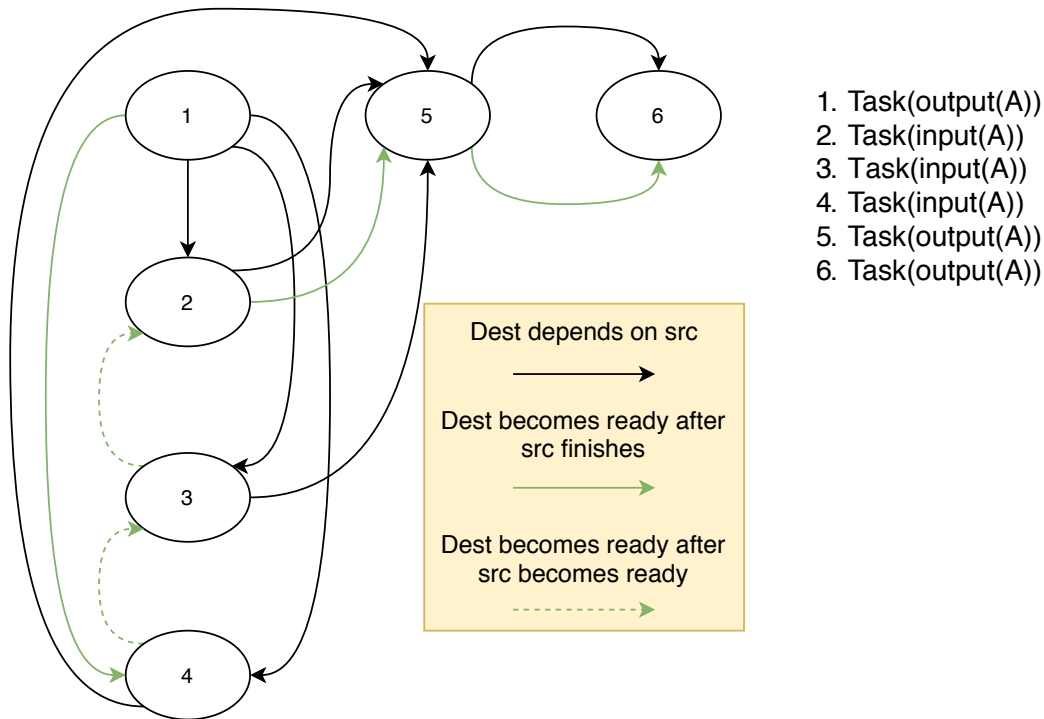 1
5
6
2
3
4
1. Task(output(A))
2. Task(input(A))
3. Task(input(A))
4. Task(input(A))
5. Task(output(A))
6. Task(output(A))
Dest depends on src
Dest becomes ready after
src finishes
Dest becomes ready after
src becomes ready